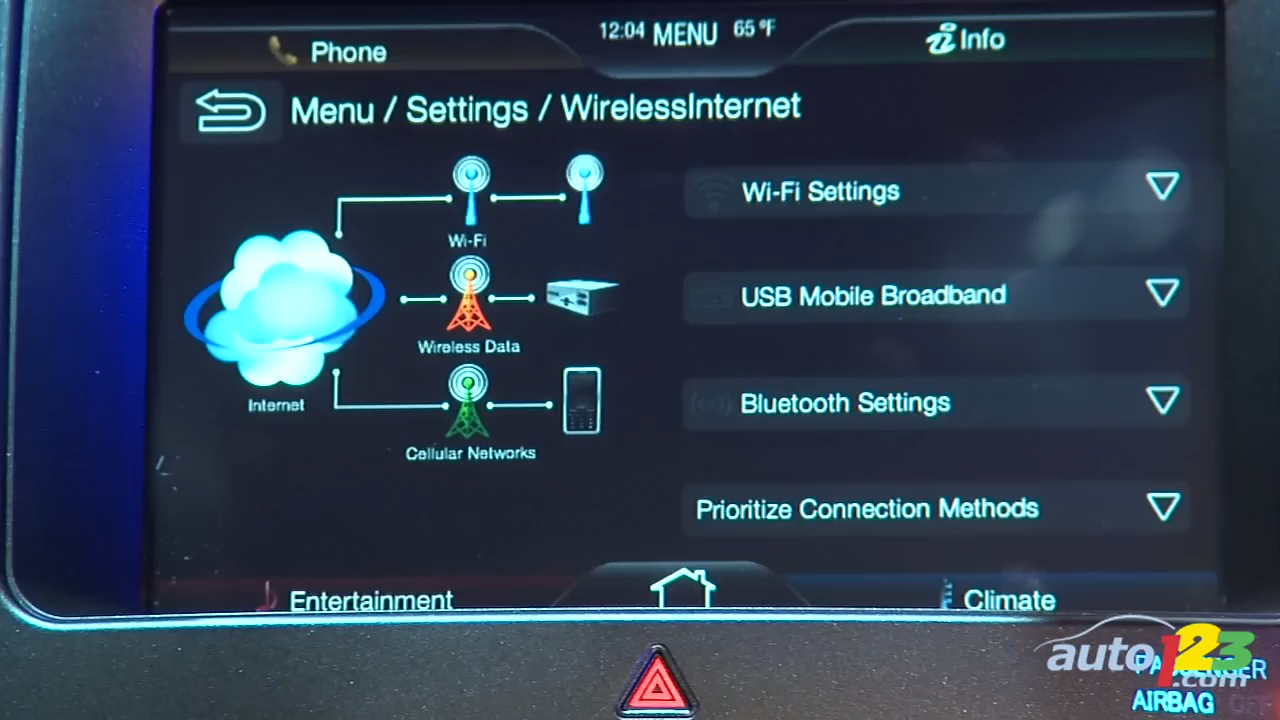 Phone
12:04 MENU 65 °F
i Info
Menu / Settings / WirelessInternet
Wi-Fi
Wireless Data
Internet
Cellular Networks
Wi-Fi Settings
USB Mobile Broadband
Bluetooth Settings
Prioritize Connection Methods
Entertainment
Climate
auto123.com
PASSENGER
AIRBAG OFF